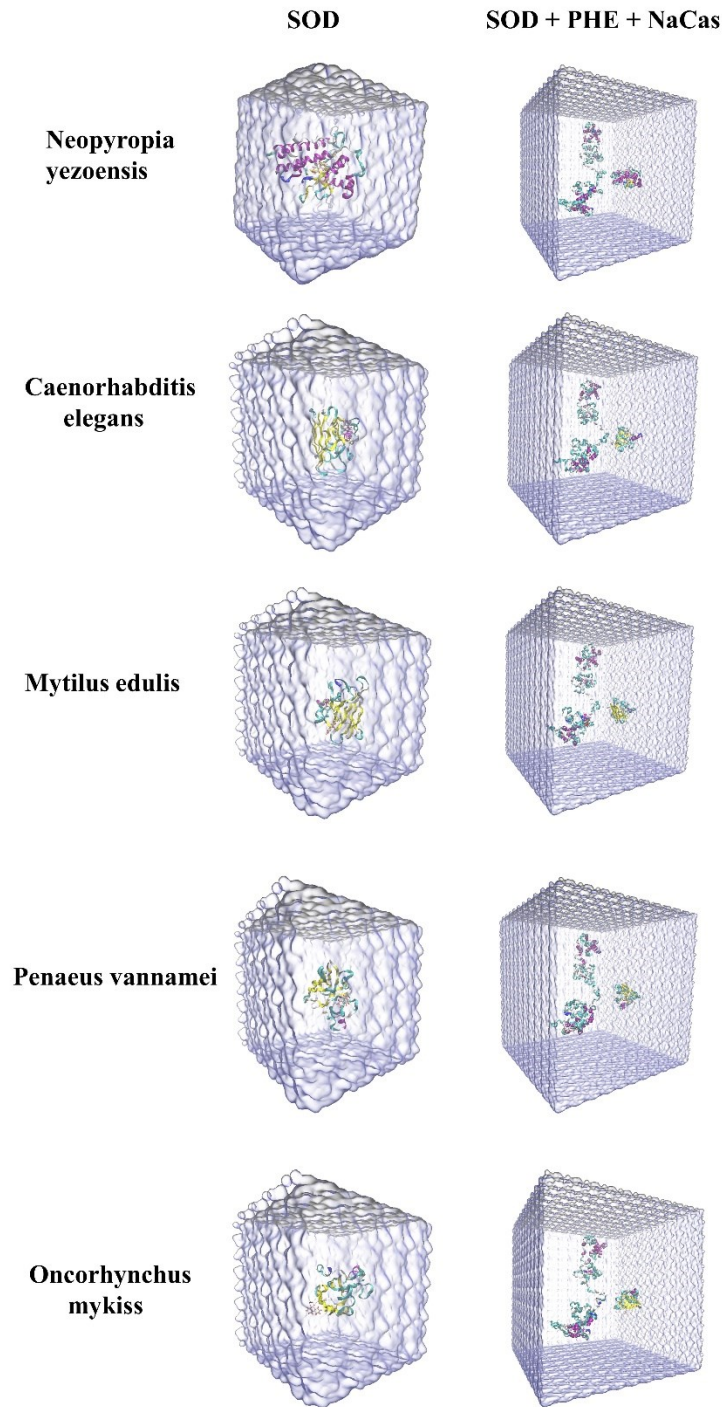 SOD
SOD + PHE + NaCas
Neopyropia
yezoensis
Caenorhabditis
elegans
Mytilus edulis
Penaeus vannamei
Oncorhynchus
mykiss